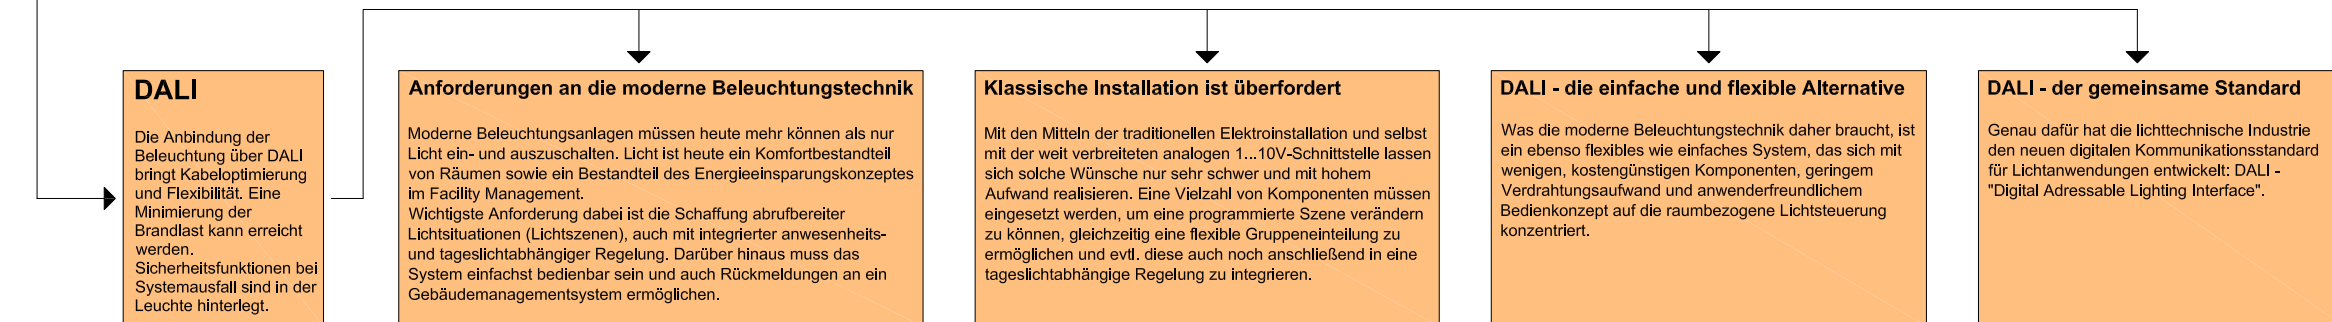 DALI
Die Anbindung der
Beleuchtung über DALI
bringt Kabeloptimierung
und Flexibilität. Eine
Minimierung der
Brandlast kann erreicht
werden.
Sicherheitsfunktionen bei
Systemausfall sind in der
Leuchte hinterlegt.
Anforderungen an die moderne Beleuchtungstechnik
Moderne Beleuchtungsanlagen müssen heute mehr können als nur
Licht ein- und auszuschalten. Licht ist heute ein Komfortbestandteil
von Räumen sowie ein Bestandteil des Energieeinsparungskonzeptes
im Facility Management.
Wichtigste Anforderung dabei ist die Schaffung abrufbereiter
Lichtsituationen (Lichtszenen), auch mit integrierter anwesenheits-
und tageslichtabhängiger Regelung. Darüber hinaus muss das
System einfachst bedienbar sein und auch Rückmeldungen an ein
Gebäudemanagementsystem ermöglichen.
Klassische Installation ist überfordert
Mit den Mitteln der traditionellen Elektroinstallation und selbst
mit der weit verbreiteten analogen 1...10V-Schnittstelle lassen
sich solche Wünsche nur sehr schwer und mit hohem
Aufwand realisieren. Eine Vielzahl von Komponenten müssen
eingesetzt werden, um eine programmierte Szene verändern
zu können, gleichzeitig eine flexible Gruppeneinteilung zu
ermöglichen und evtl. diese auch noch anschließend in eine
tageslichtabhängige Regelung zu integrieren.
DALI - die einfache und flexible Alternative
Was die moderne Beleuchtungstechnik daher braucht, ist
ein ebenso flexibles wie einfaches System, das sich mit
wenigen, kostengünstigen Komponenten, geringem
Verdrahtungsaufwand und anwenderfreundlichem
Bedienkonzept auf die raumbezogene Lichtsteuerung
konzentriert.
DALI - der gemeinsame Standard
Genau dafür hat die lichttechnische Industrie
den neuen digitalen Kommunikationsstandard
für Lichtanwendungen entwickelt: DALI -
"Digital Adressable Lighting Interface".